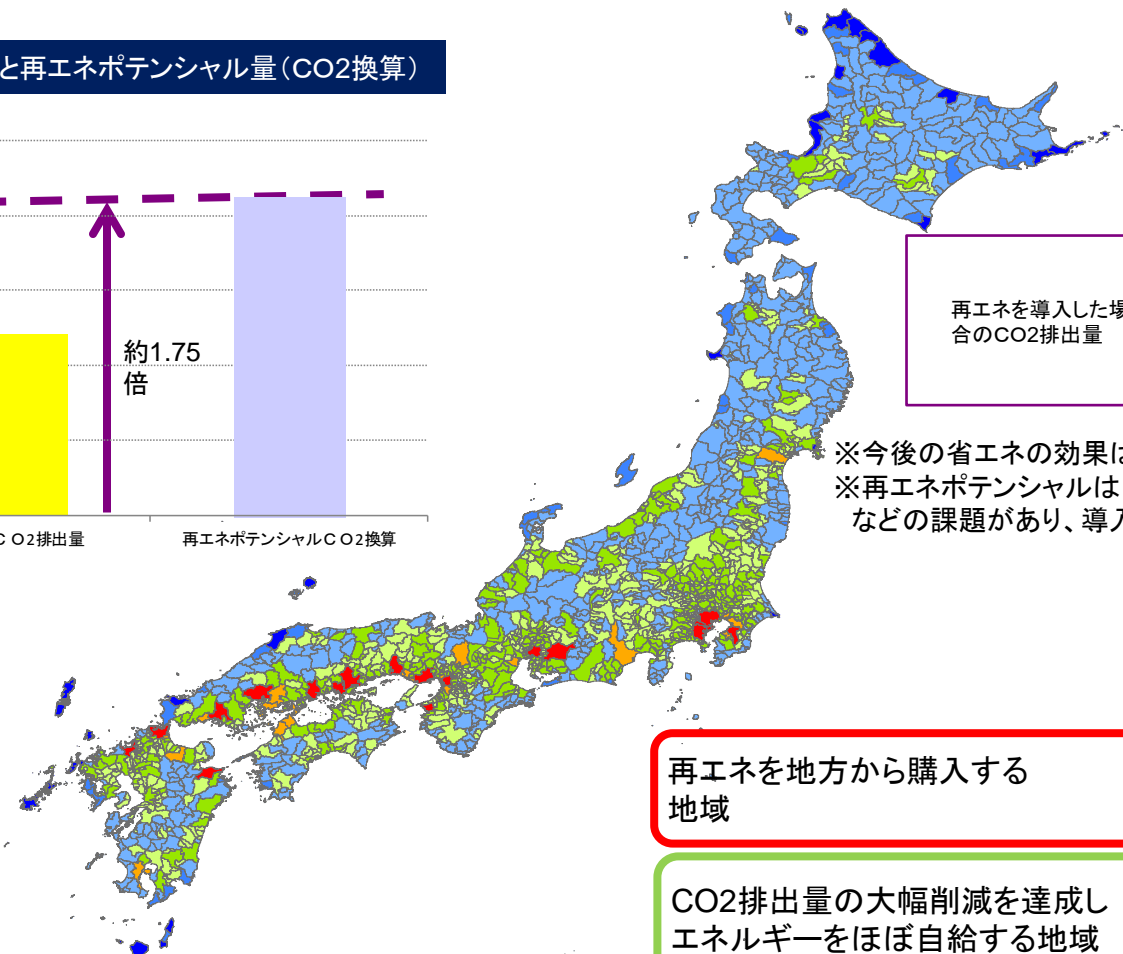 と再エネポテンシャル量（CO2換算）
約1.75
倍
ＣＯ2排出量
再エネポテンシャルＣＯ2換算
再エネを導入した場
合のCO2排出量
※今後の省エネの効果は
※再エネポテンシャルは
などの課題があり、導入
再エネを地方から購入する
地域
CO2排出量の大幅削減を達成し
エネルギーをほぼ自給する地域